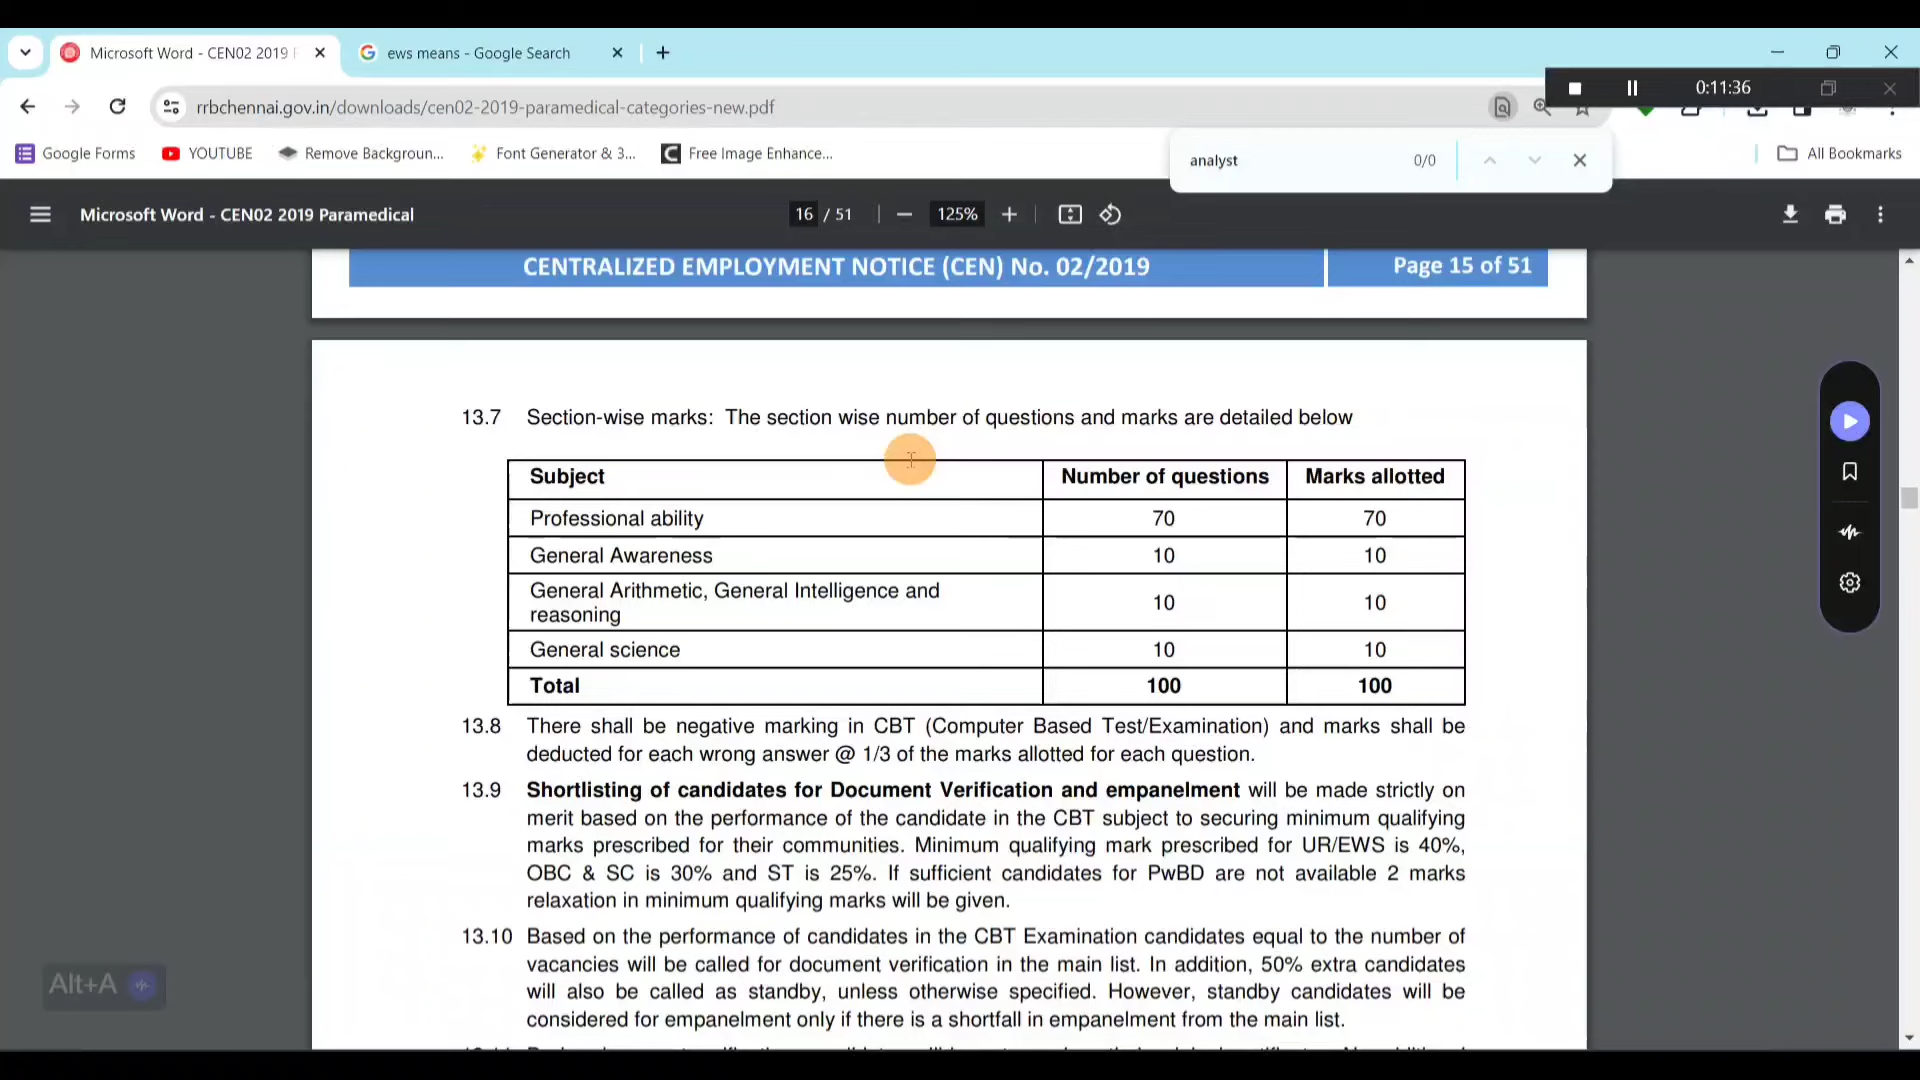 Microsoft Word - CEN02 2019
ews means - Google Search
rrbchennai.gov.in/downloads/cen02-2019-paramedical-categories-new.pdf
0:11:36
Google Forms
YOUTUBE
Remove Backgroun...
Font Generator & 3...
Free Image Enhance...
analyst
0/0
All Bookmarks
Microsoft Word - CEN02 2019 Paramedical
16 / 51
125%
CENTRALIZED EMPLOYMENT NOTICE (CEN) No. 02/2019
Page 15 of 51
13.7 Section-wise marks: The section wise number of questions and marks are detailed below
Subject Number of questions Marks allotted
Professional ability 70 70
General Awareness 10 10
General Arithmetic, General Intelligence and
reasoning 10 10
General science 10 10
Total 100 100
13.8 There shall be negative marking in CBT (Computer Based Test/Examination) and marks shall be
deducted for each wrong answer @ 1/3 of the marks allotted for each question.
13.9 Shortlisting of candidates for Document Verification and empanelment will be made strictly on
merit based on the performance of the candidate in the CBT subject to securing minimum qualifying
marks prescribed for their communities. Minimum qualifying mark prescribed for UR/EWS is 40%,
OBC & SC is 30% and ST is 25%. If sufficient candidates for PwBD are not available 2 marks
relaxation in minimum qualifying marks will be given.
13.10 Based on the performance of candidates in the CBT Examination candidates equal to the number of
vacancies will be called for document verification in the main list. In addition, 50% extra candidates
will also be called as standby, unless otherwise specified. However, standby candidates will be
considered for empanelment only if there is a shortfall in empanelment from the main list.
Alt+A